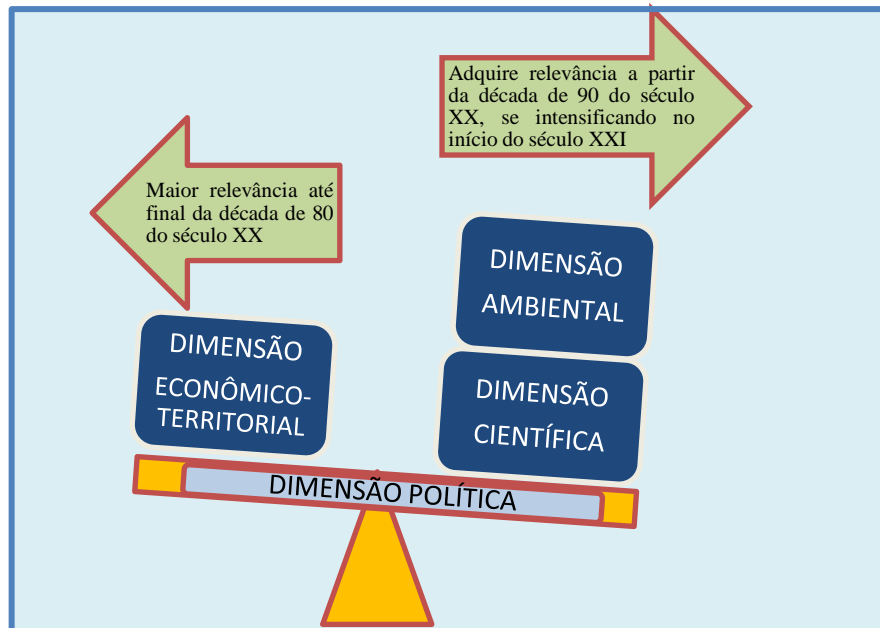 Adquire relevância a partir
da década de 90 do século
XX, se intensificando no
início do século XXI
Maior relevância até
final da década de 80
do século XX
DIMENSÃO
AMBIENTAL
DIMENSÃO
ECONÔMICO-
TERRITORIAL
DIMENSÃO
CIENTÍFICA
DIMENSÃO POLÍTICA